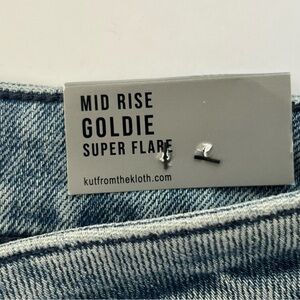 MID RISE
GOLDIE
SUPER FLARE
kutfromthekloth.com